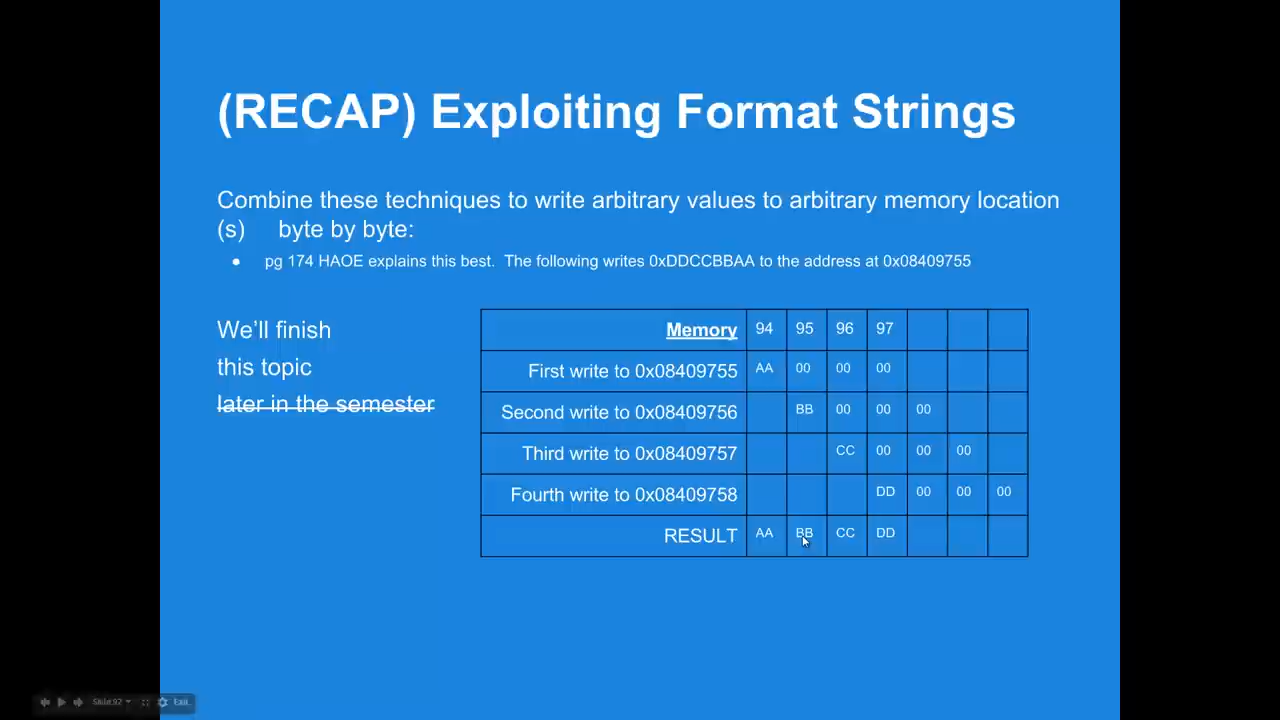 (RECAP) Exploiting Format Strings
Combine these techniques to write arbitrary values to arbitrary memory location
(s) byte by byte:
● pg 174 HAOE explains this best. The following writes 0xDDCCBBAA to the address at 0x08409755
We'll finish
this topic
later in the semester
Memory 94 95 96 97
First write to 0x08409755 AA 00 00 00
Second write to 0x08409756 BB 00 00 00
Third write to 0x08409757 CC 00 00 00
Fourth write to 0x08409758 DD 00 00 00
RESULT AA BB CC DD
Slide 92